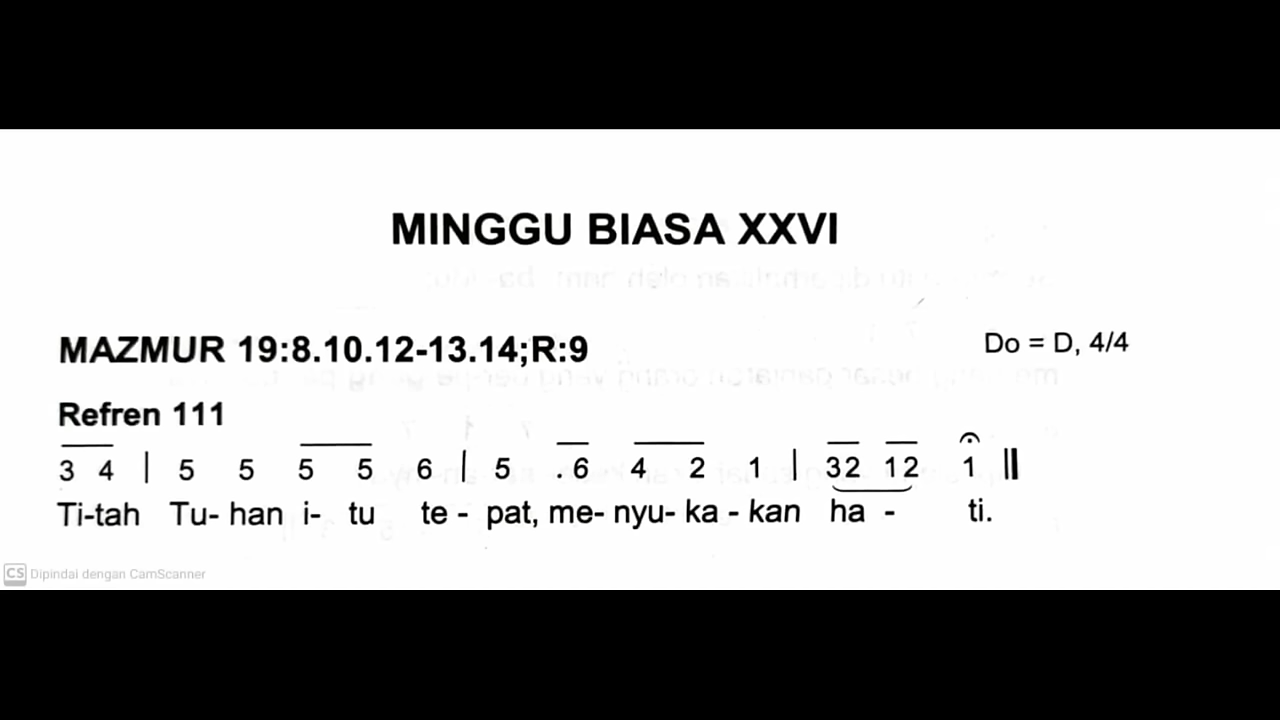 MINGGU BIASA XXVI
MAZMUR 19:8.10.12-13.14;R:9
Do = D, 4/4
Refren 111
3 4 | 5 5 5 5 6 | 5 . 6 4 2 1 | 32 12 1 ||
Ti-tah Tu- han i- tu te - pat, me- nyu- ka - kan ha - ti.
CS Dipindai dengan CamScanner